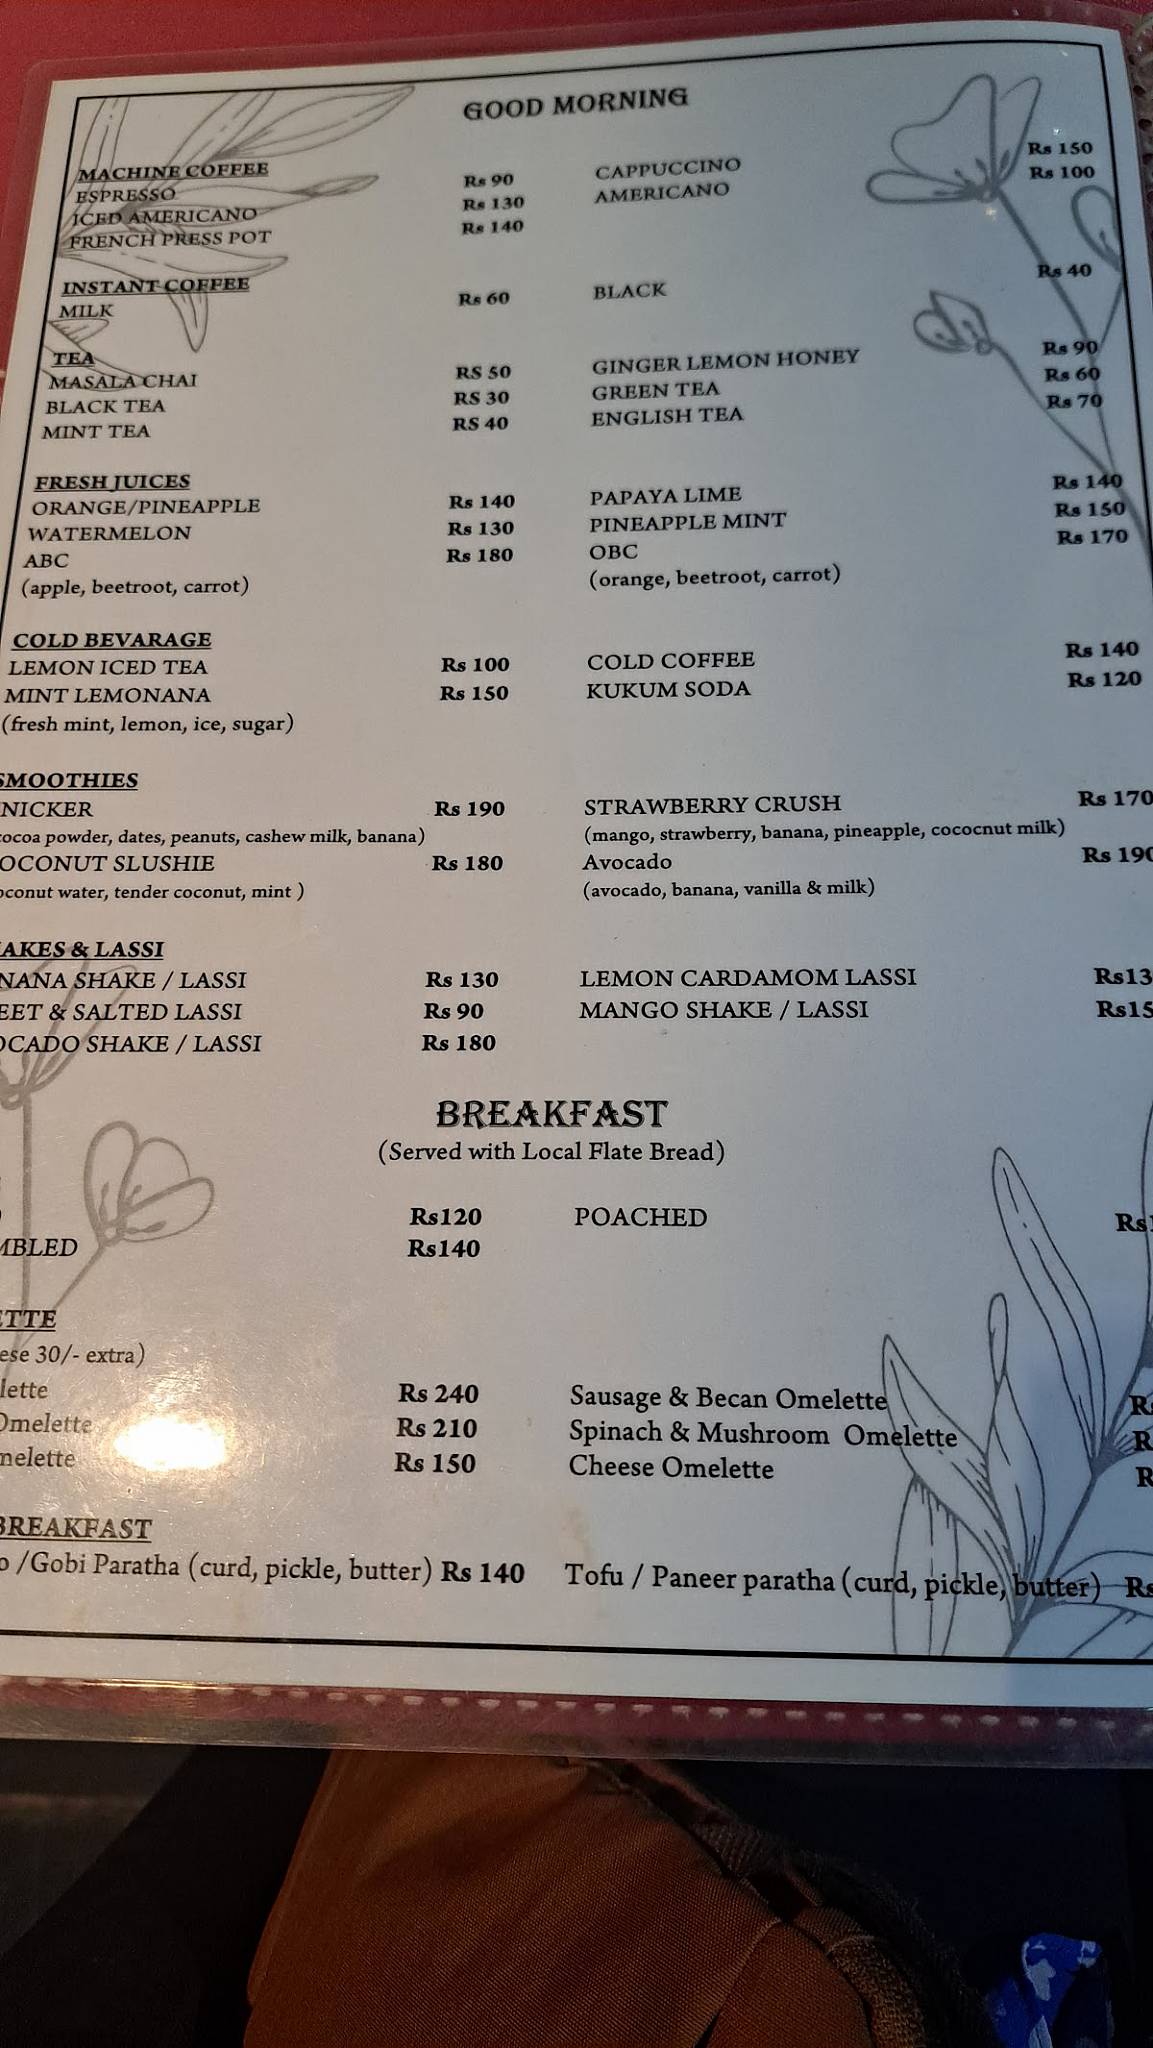 GOOD MORNING
MACHINE COFFEE
ESPRESSO Rs 90 CAPPUCCINO Rs 150
ICED AMERICANO Rs 130 AMERICANO Rs 100
FRENCH PRESS POT Rs 140
INSTANT COFFEE
MILK Rs 60 BLACK Rs 40
TEA
MASALA CHAI RS 50 GINGER LEMON HONEY Rs 90
BLACK TEA RS 30 GREEN TEA Rs 60
MINT TEA RS 40 ENGLISH TEA Rs 70
FRESH JUICES
ORANGE/PINEAPPLE Rs 140 PAPAYA LIME Rs 140
WATERMELON Rs 130 PINEAPPLE MINT Rs 150
ABC Rs 180 OBC Rs 170
(apple, beetroot, carrot) (orange, beetroot, carrot)
COLD BEVARAGE
LEMON ICED TEA Rs 100 COLD COFFEE Rs 140
MINT LEMONANA Rs 150 KUKUM SODA Rs 120
(fresh mint, lemon, ice, sugar)
SMOOTHIES
NICKER Rs 190 STRAWBERRY CRUSH Rs 170
cocoa powder, dates, peanuts, cashew milk, banana) (mango, strawberry, banana, pineapple, cococnut milk)
OCONUT SLUSHIE Rs 180 Avocado Rs 190
oconut water, tender coconut, mint ) (avocado, banana, vanilla & milk)
AKES & LASSI
NANA SHAKE / LASSI Rs 130 LEMON CARDAMOM LASSI Rs13
EET & SALTED LASSI Rs 90 MANGO SHAKE / LASSI Rs15
OCADO SHAKE / LASSI Rs 180
BREAKFAST
(Served with Local Flate Bread)
Rs120 POACHED Rs
MBLED Rs140
ETTE
ese 30/- extra)
lette Rs 240 Sausage & Becan Omelette
Omelette Rs 210 Spinach & Mushroom Omelette
melette Rs 150 Cheese Omelette
BREAKFAST
o /Gobi Paratha (curd, pickle, butter) Rs 140 Tofu / Paneer paratha (curd, pickle, butter) Rs